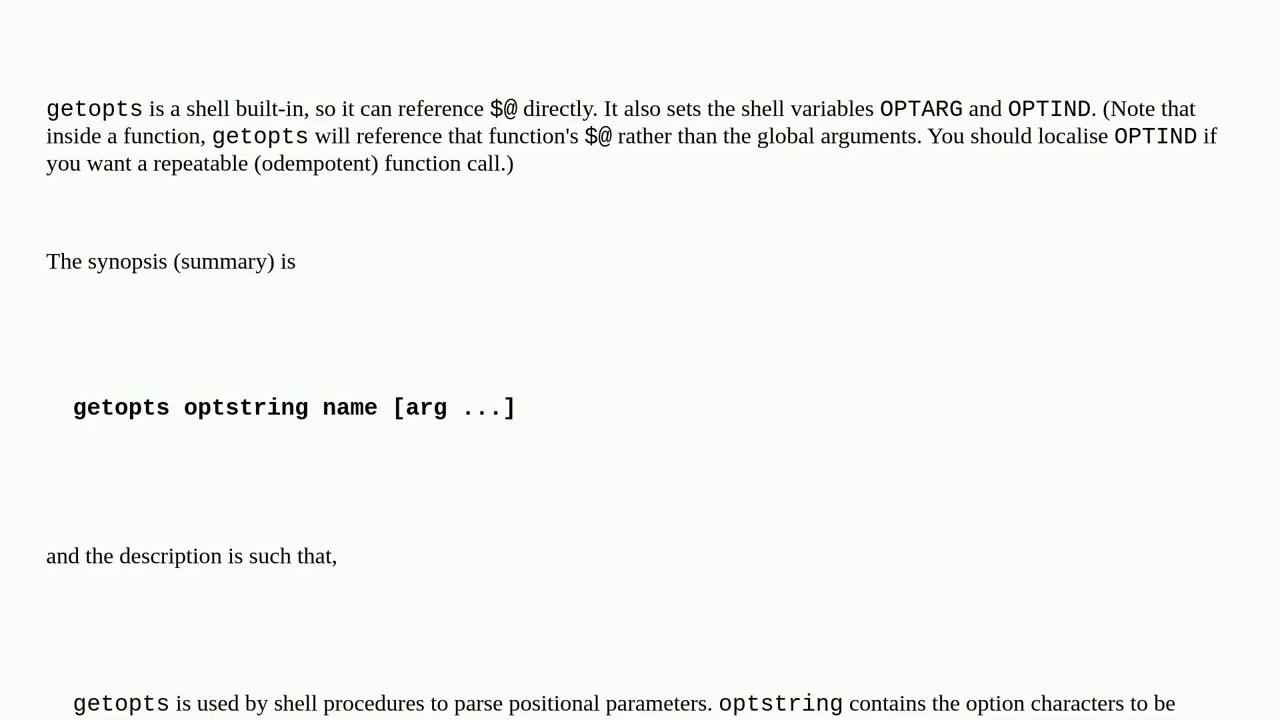 getopts is a shell built-in, so it can reference $@ directly. It also sets the shell variables OPTARG and OPTIND. (Note that
inside a function, getopts will reference that function's $@ rather than the global arguments. You should localise OPTIND if
you want a repeatable (odempotent) function call.)
The synopsis (summary) is
getopts optstring name [arg ...]
and the description is such that,
getopts is used by shell procedures to parse positional parameters. optstring contains the option characters to be